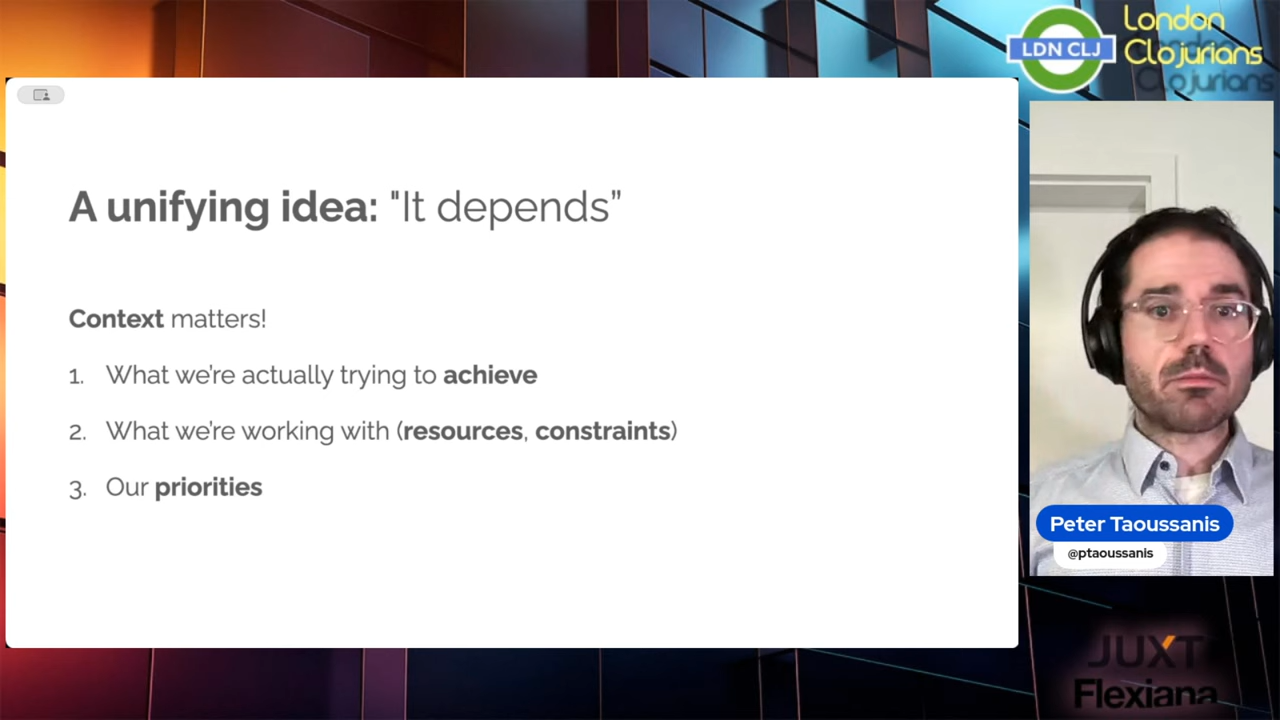 London
Clojurians
LDN CLJ
A unifying idea: "It depends”
Context matters!
1. What we’re actually trying to achieve
2. What we’re working with (resources, constraints)
3. Our priorities
Peter Taoussanis
@ptaoussanis
JUXT
Flexiana